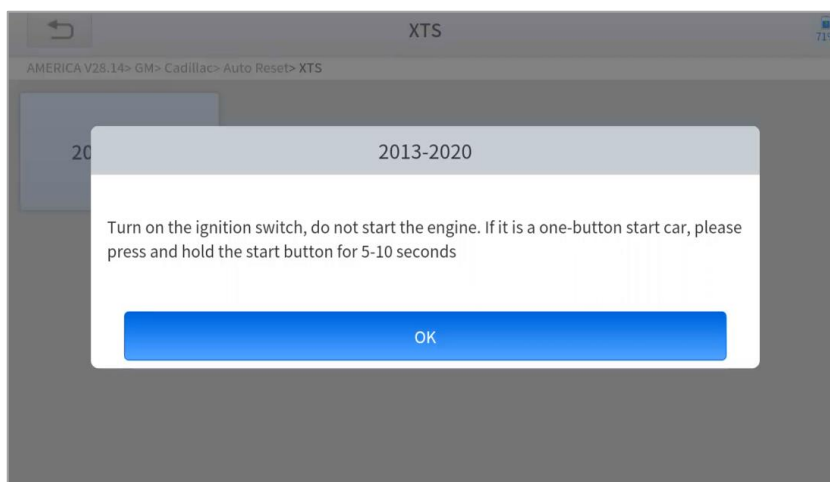 XTS
71%
AMERICA V28.14> GM> Cadillac> Auto Reset> XTS
20
2013-2020
Turn on the ignition switch, do not start the engine. If it is a one-button start car, please
press and hold the start button for 5-10 seconds
OK